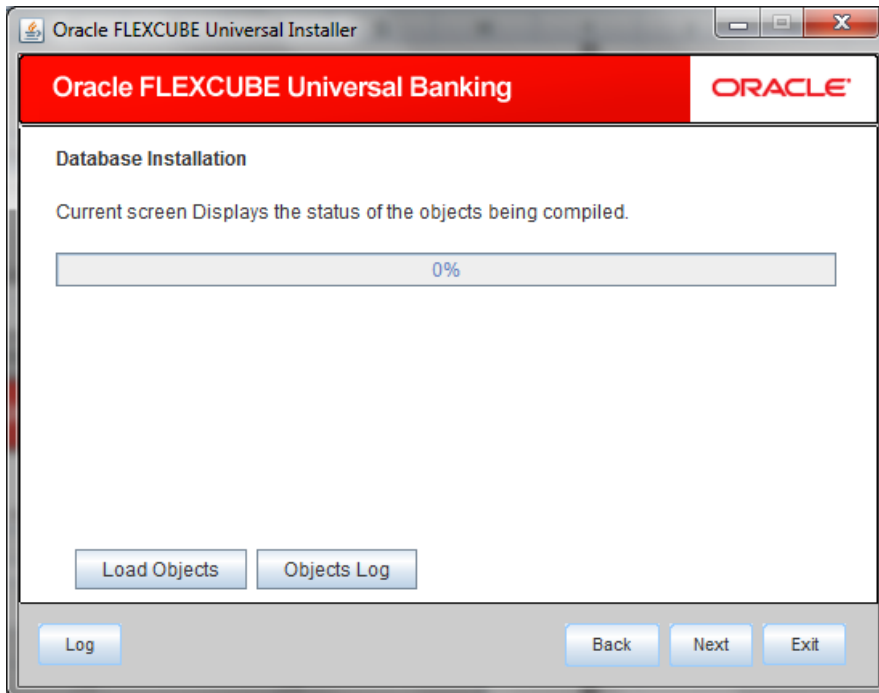 Oracle FLEXCUBE Universal Installer
Oracle FLEXCUBE Universal Banking
ORACLE
Database Installation
Current screen Displays the status of the objects being compiled.
0%
Load Objects Objects Log
Log Back Next Exit